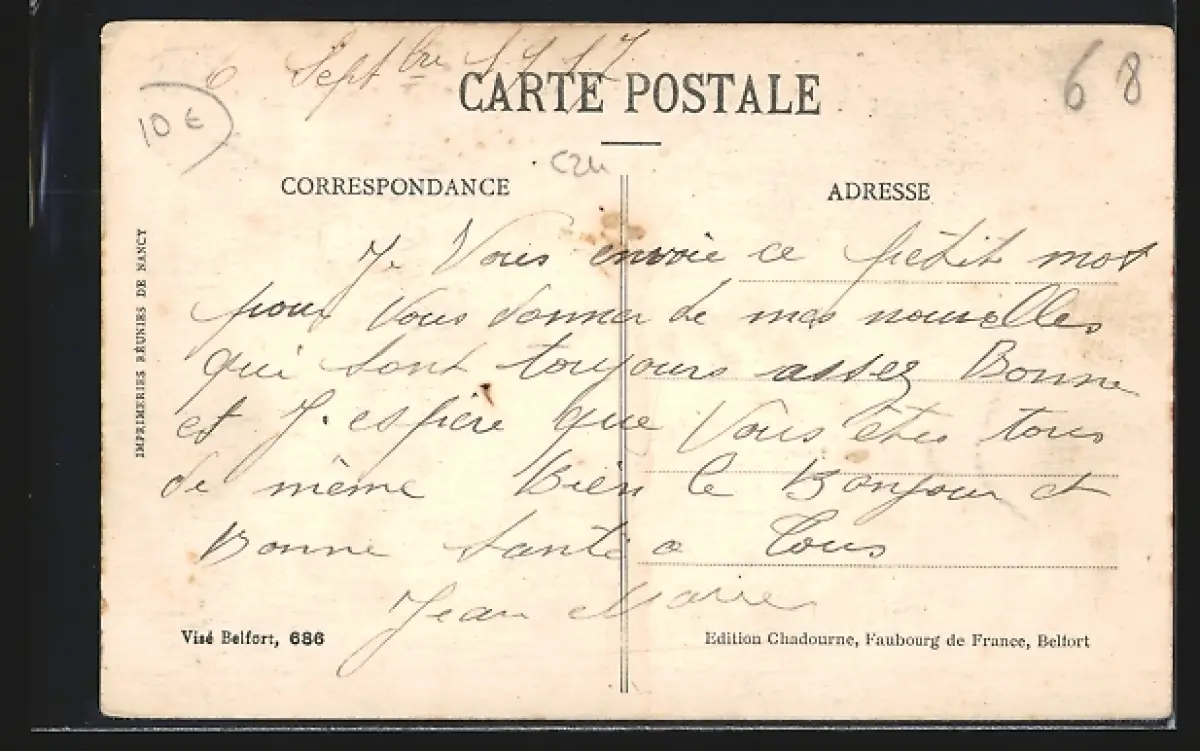 6 Septbre 1917
68
10 €
CARTE POSTALE
CORRESPONDANCE
ADRESSE
IMPRIMERIES RÉUNIES DE NANCY
Je Vous envoie ce petit mot
pour Vous donner de mes nouvelles
qui sont toujours assez Bonne
et J'espère que Vous êtes tous
de même Bien le Bonjour et
Bonne santé a Tous
Jean Marie
Visé Belfort, 686
Edition Chadourne, Faubourg de France, Belfort